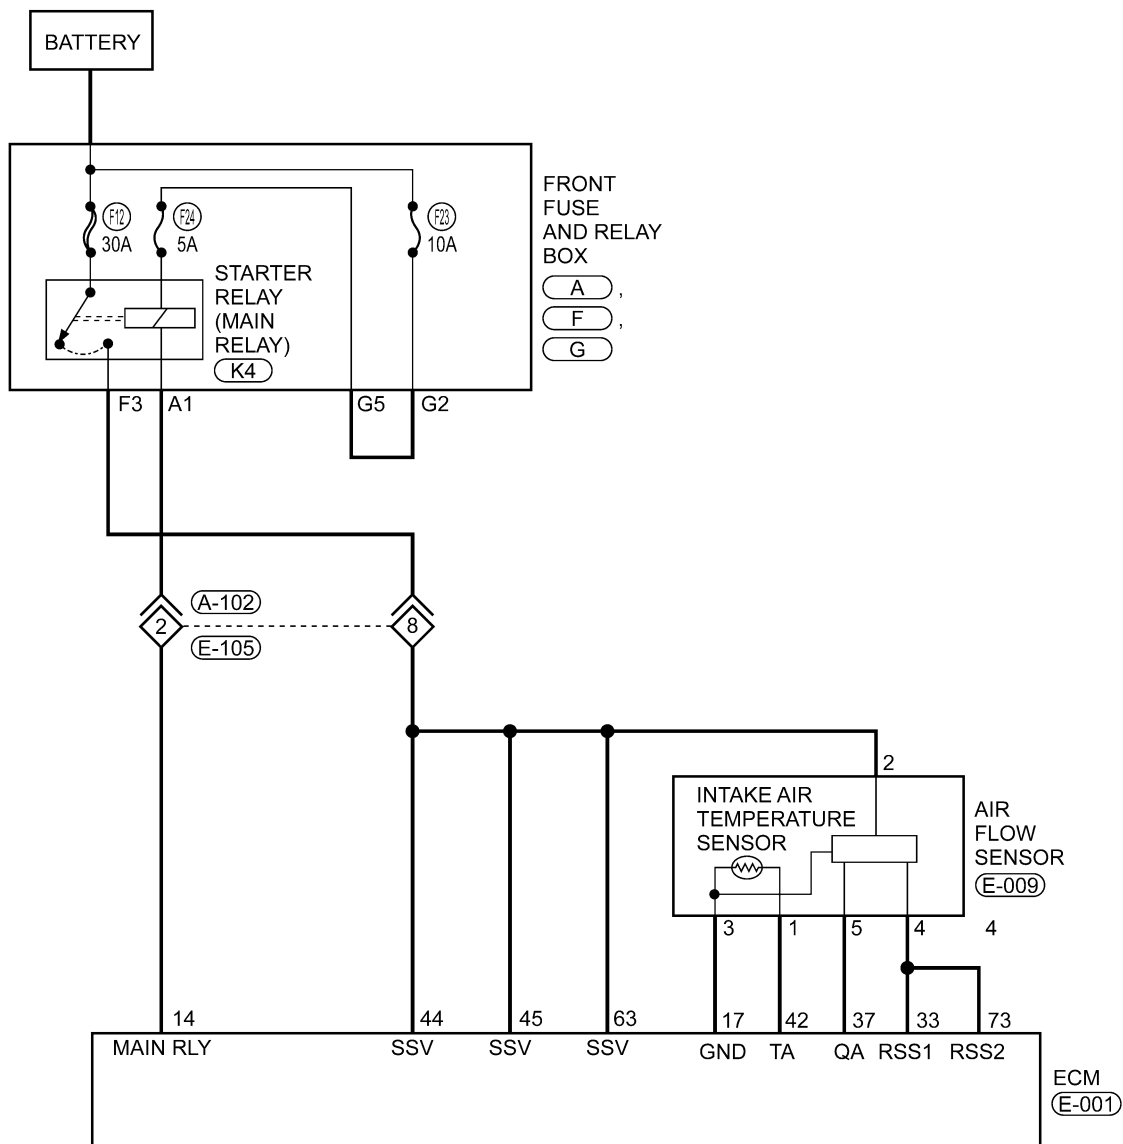 BATTERY
FRONT
FUSE
AND RELAY
BOX
A ,
F ,
G
F12
30A
F24
5A
F23
10A
STARTER
RELAY
(MAIN
RELAY)
K4
F3 A1 G5 G2
A-102
2 8
E-105
2
INTAKE AIR
TEMPERATURE
SENSOR
AIR
FLOW
SENSOR
E-009
3 1 5 4 4
14 44 45 63 17 42 37 33 73
MAIN RLY SSV SSV SSV GND TA QA RSS1 RSS2
ECM
E-001